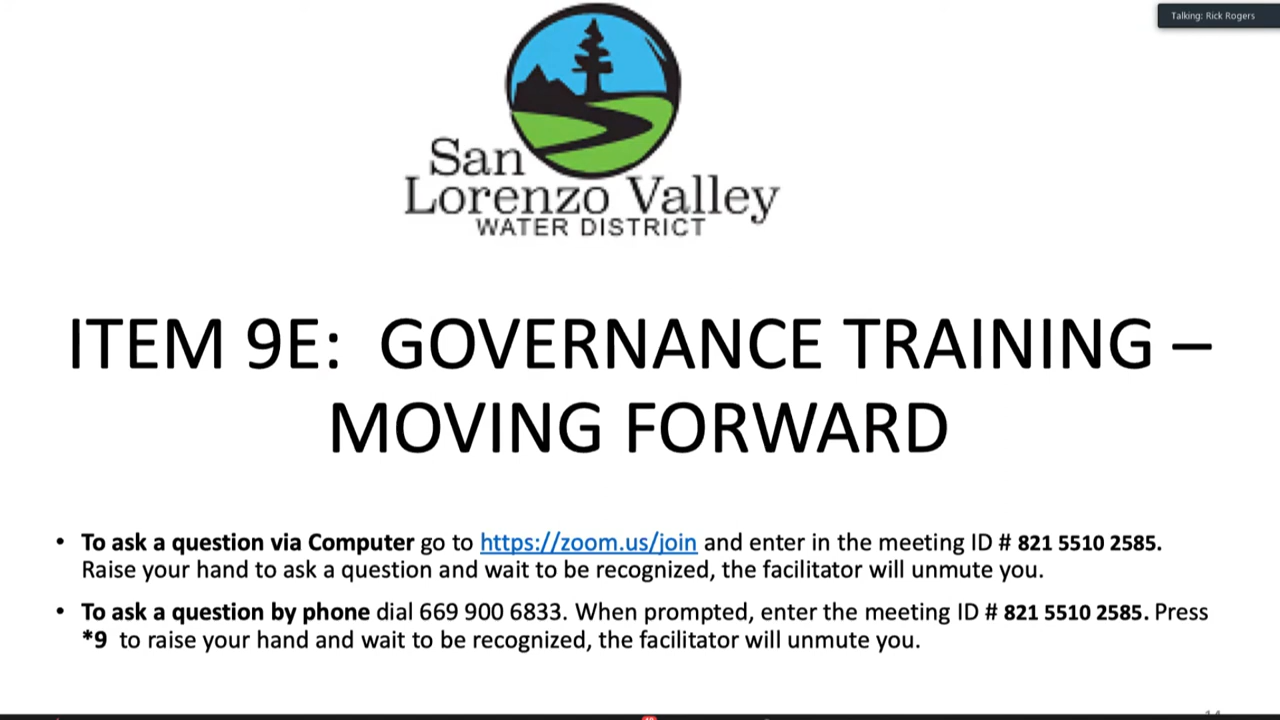 Talking: Rick Rogers
San
Lorenzo Valley
WATER DISTRICT
ITEM 9E: GOVERNANCE TRAINING –
MOVING FORWARD
• To ask a question via Computer go to https://zoom.us/join and enter in the meeting ID # 821 5510 2585.
Raise your hand to ask a question and wait to be recognized, the facilitator will unmute you.
• To ask a question by phone dial 669 900 6833. When prompted, enter the meeting ID # 821 5510 2585. Press
*9 to raise your hand and wait to be recognized, the facilitator will unmute you.